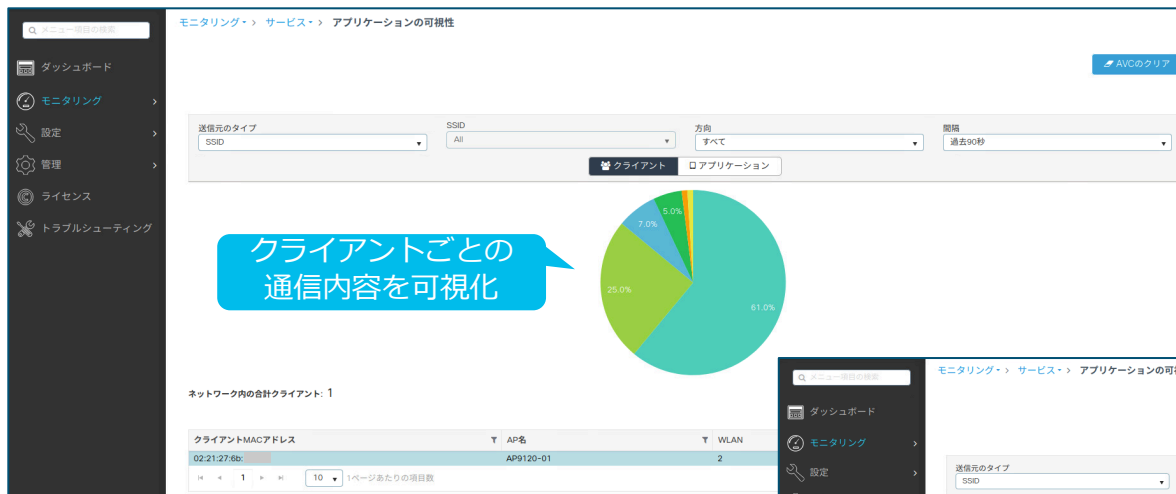 モニタリング > サービス > アプリケーションの可視性
メニュー項目の検索
AVCのクリア
ダッシュボード
モニタリング
設定
管理
ライセンス
トラブルシューティング
送信元のタイプ
SSID
SSID
All
方向
すべて
間隔
過去90秒
クライアント
アプリケーション
5.0%
7.0%
25.0%
61.0%
クライアントごとの
通信内容を可視化
ネットワーク内の合計クライアント: 1
クライアントMACアドレス AP名 WLAN
02:21:27:6b: AP9120-01 2
1 10 1ページあたりの項目数
メニュー項目の検索
モニタリング > サービス > アプリケーションの可
ダッシュボード
モニタリング
設定
送信元のタイプ
SSID